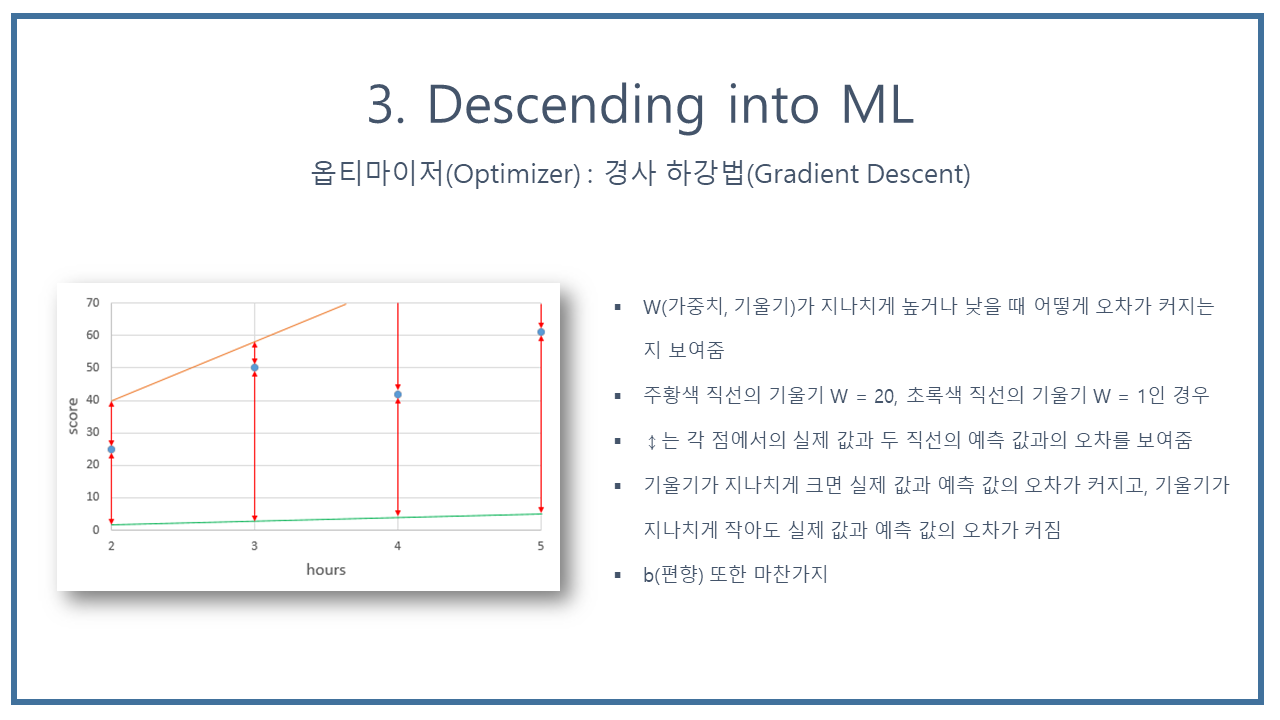 3. Descending into ML
옵티마이저(Optimizer) : 경사 하강법(Gradient Descent)
70
60
50
40
30
20
10
0
score
2 3 4 5
hours
▪ W(가중치, 기울기)가 지나치게 높거나 낮을 때 어떻게 오차가 커지는
지 보여줌
▪ 주황색 직선의 기울기 W = 20, 초록색 직선의 기울기 W = 1인 경우
▪ ↕는 각 점에서의 실제 값과 두 직선의 예측 값과의 오차를 보여줌
▪ 기울기가 지나치게 크면 실제 값과 예측 값의 오차가 커지고, 기울기가
지나치게 작아도 실제 값과 예측 값의 오차가 커짐
▪ b(편향) 또한 마찬가지